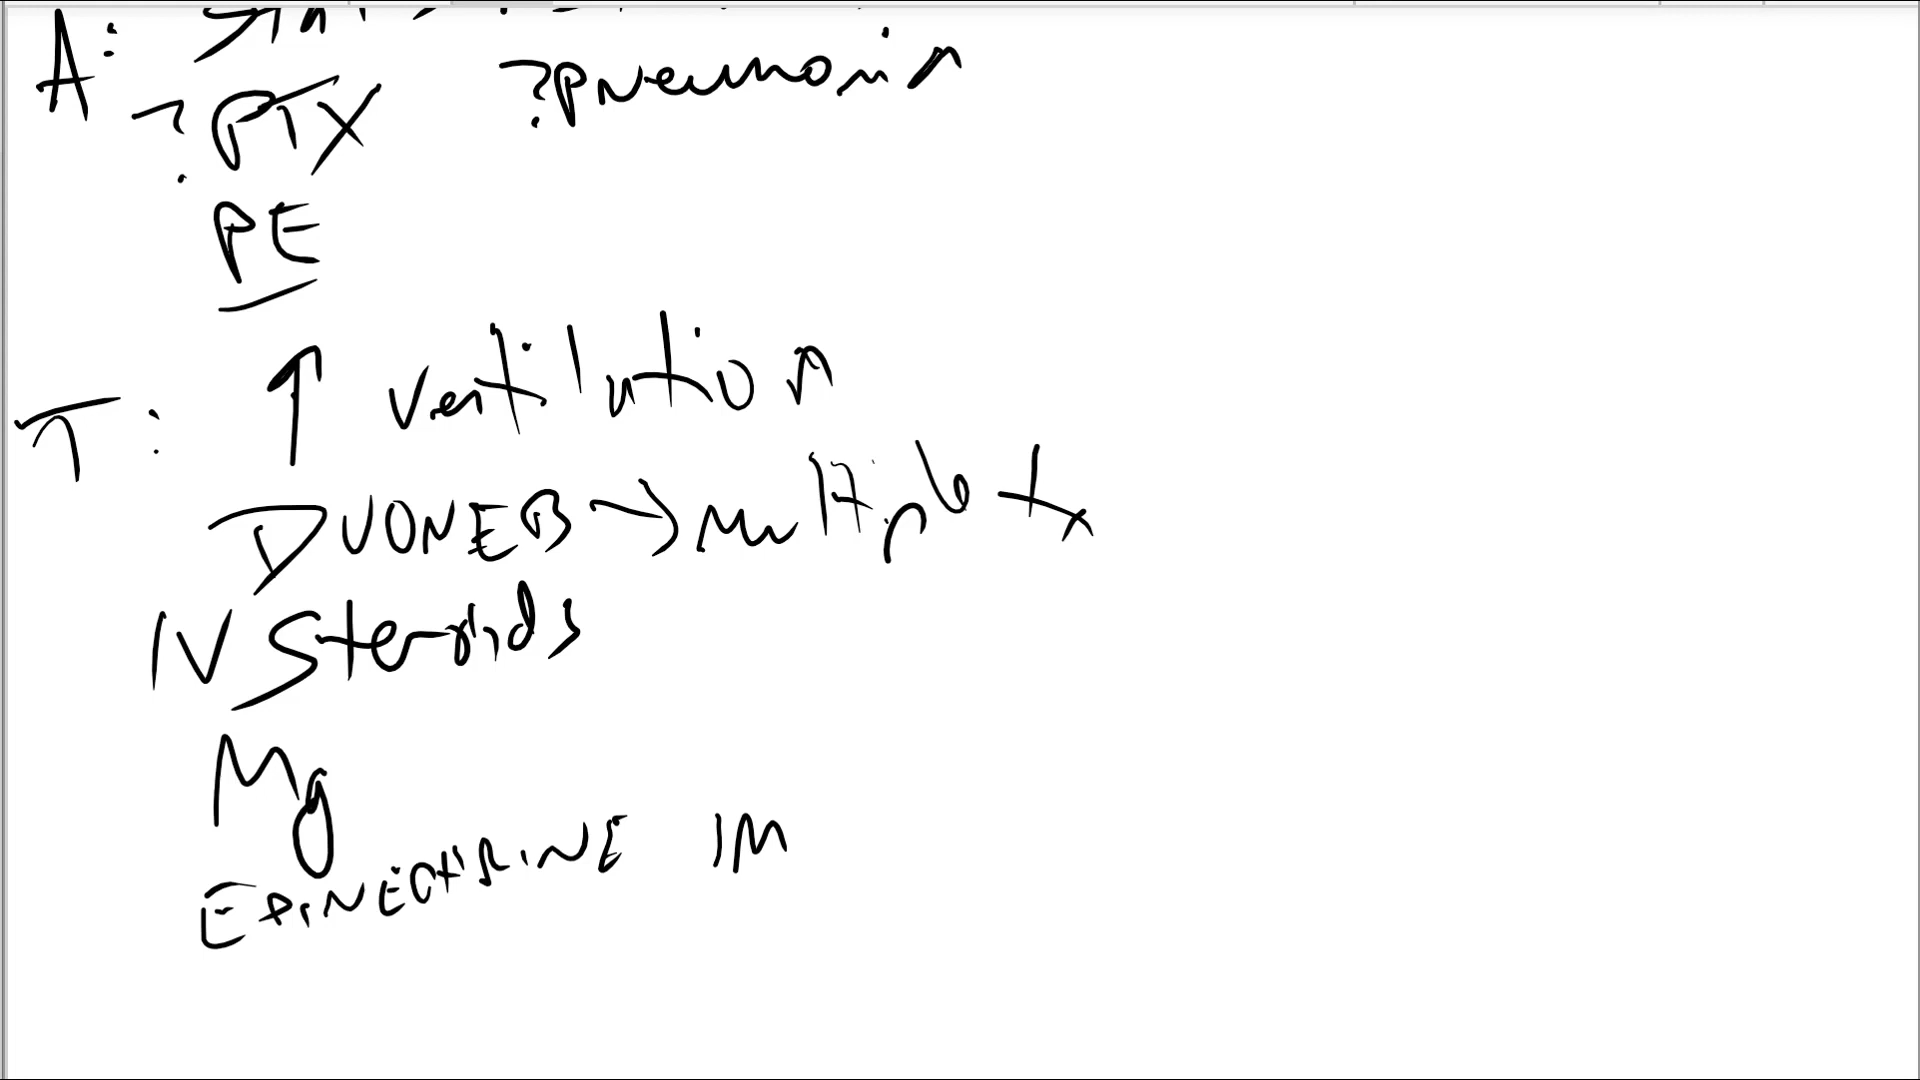 A:
?PTX ?pneumonia
PE
T: ↑ ventilation
DUONEB → multiple tx
IV Steroids
Mg
EPINEPHRINE IM